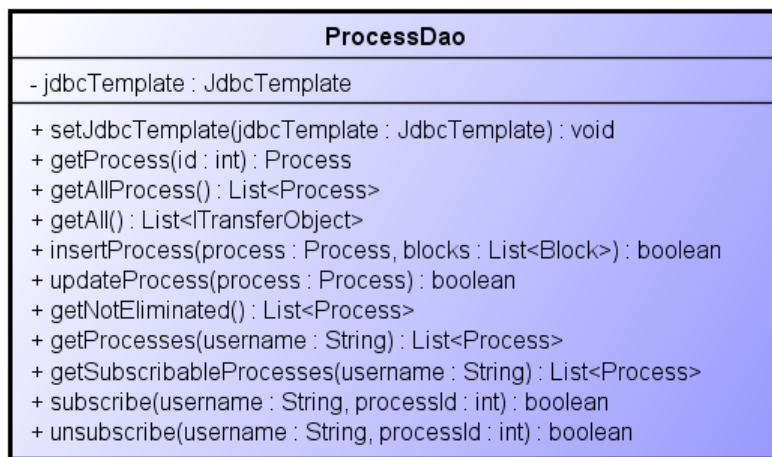 ProcessDao
- jdbcTemplate : JdbcTemplate
+ setJdbcTemplate(jdbcTemplate : JdbcTemplate) : void
+ getProcess(id : int) : Process
+ getAllProcess() : List<Process>
+ getAll() : List<ITransferObject>
+ insertProcess(process : Process, blocks : List<Block>) : boolean
+ updateProcess(process : Process) : boolean
+ getNotEliminated() : List<Process>
+ getProcesses(username : String) : List<Process>
+ getSubscribableProcesses(username : String) : List<Process>
+ subscribe(username : String, processId : int) : boolean
+ unsubscribe(username : String, processId : int) : boolean